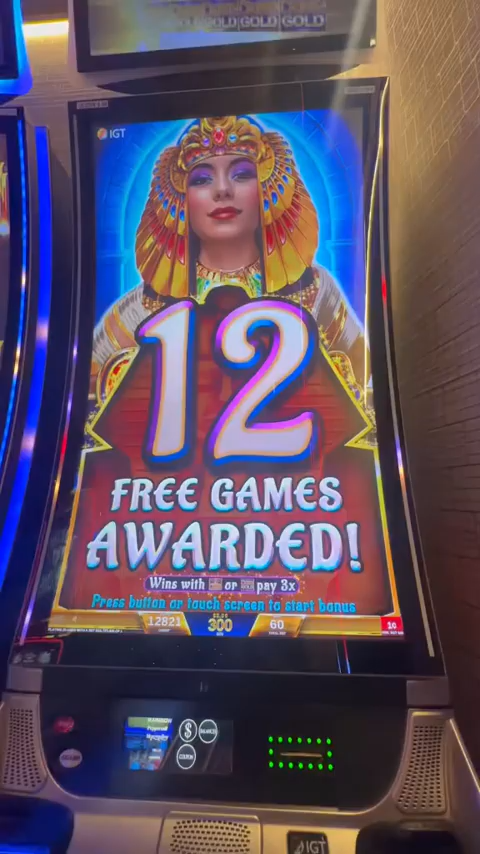 GOLD GOLD GOLD
IGT
12
FREE GAMES
AWARDED!
Wins with or pay 3x
Press button or touch screen to start bonus
12821 300 60
$
IGT